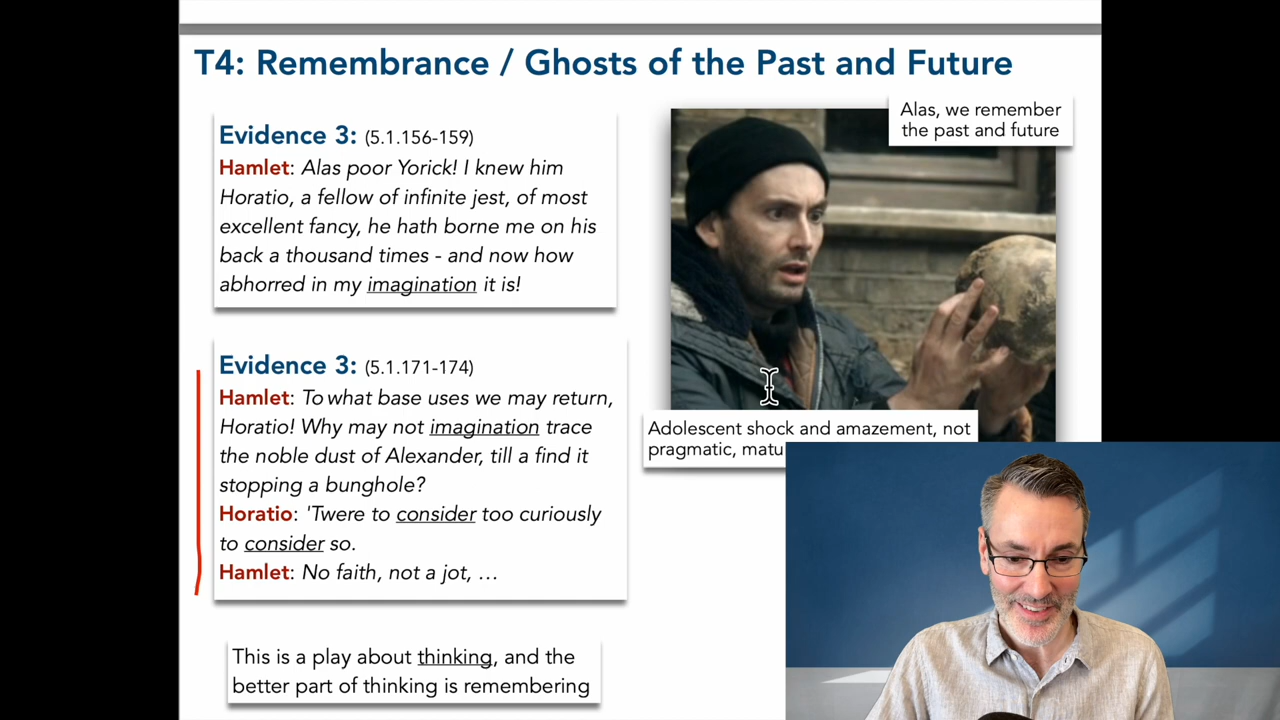 T4: Remembrance / Ghosts of the Past and Future
Evidence 3: (5.1.156-159)
Hamlet: Alas poor Yorick! I knew him
Horatio, a fellow of infinite jest, of most
excellent fancy, he hath borne me on his
back a thousand times - and now how
abhorred in my imagination it is!
Alas, we remember
the past and future
Evidence 3: (5.1.171-174)
Hamlet: To what base uses we may return,
Horatio! Why may not imagination trace
the noble dust of Alexander, till a find it
stopping a bunghole?
Horatio: 'Twere to consider too curiously
to consider so.
Hamlet: No faith, not a jot, …
Adolescent shock and amazement, not
pragmatic,
This is a play about thinking, and the
better part of thinking is remembering